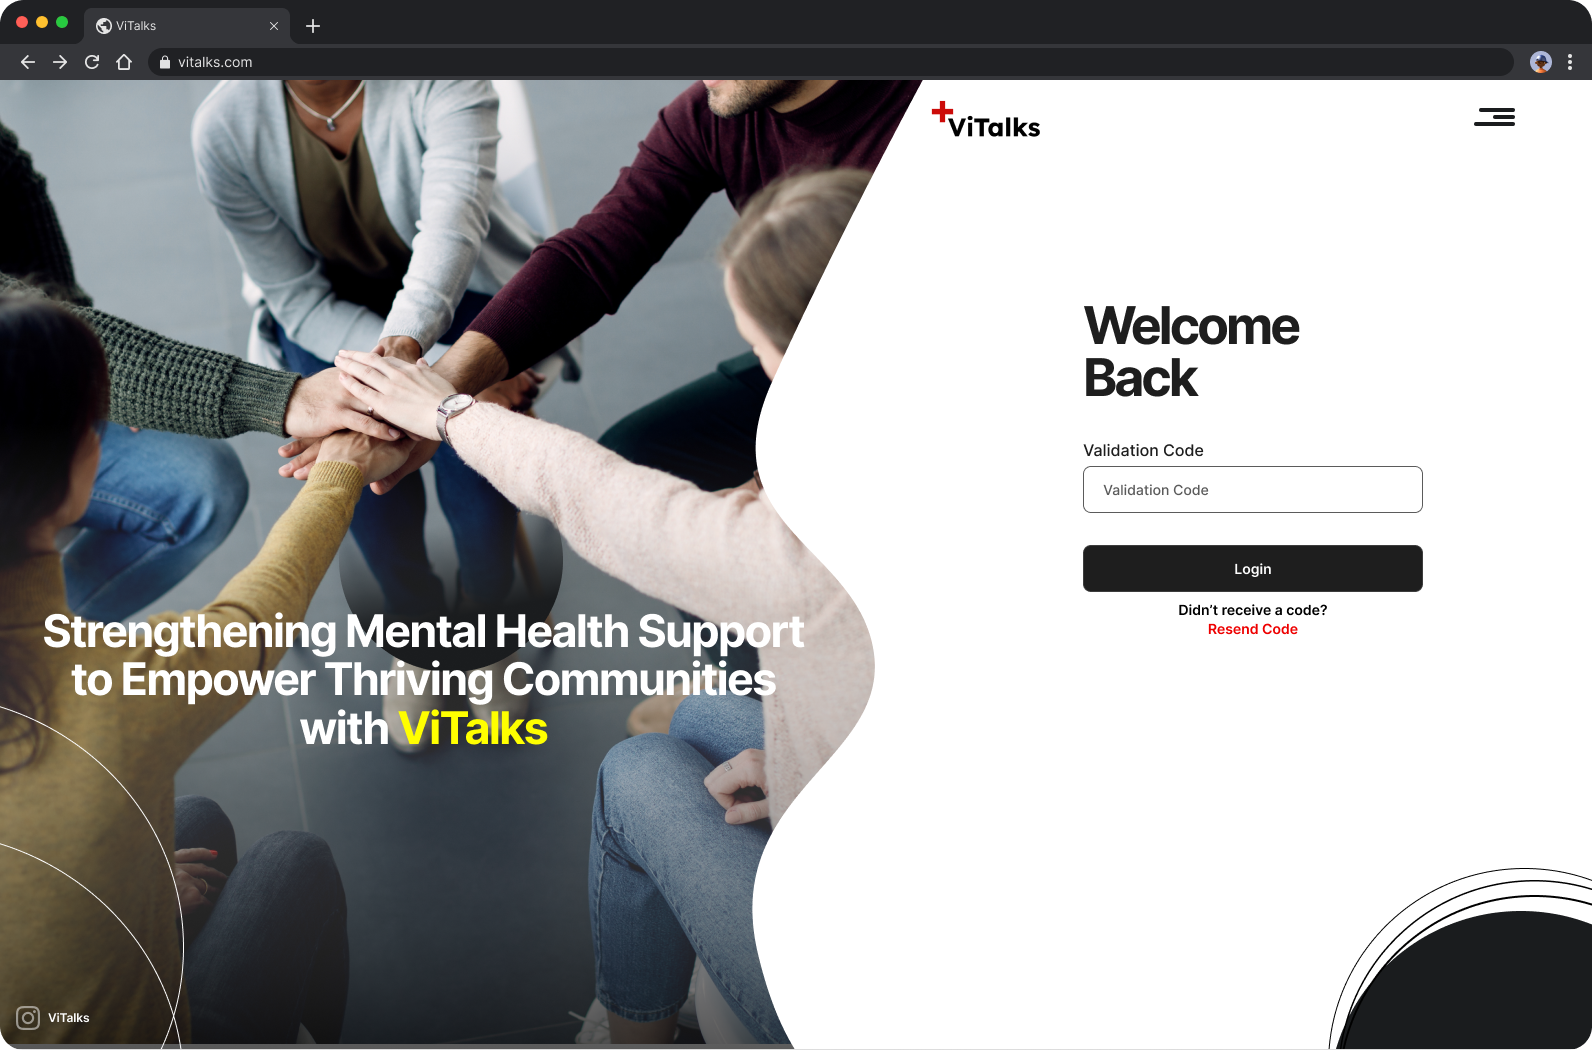 ViTalks
vitalks.com
ViTalks
Welcome
Back
Validation Code
Validation Code
Login
Didn’t receive a code?
Resend Code
Strengthening Mental Health Support
to Empower Thriving Communities
with ViTalks
ViTalks